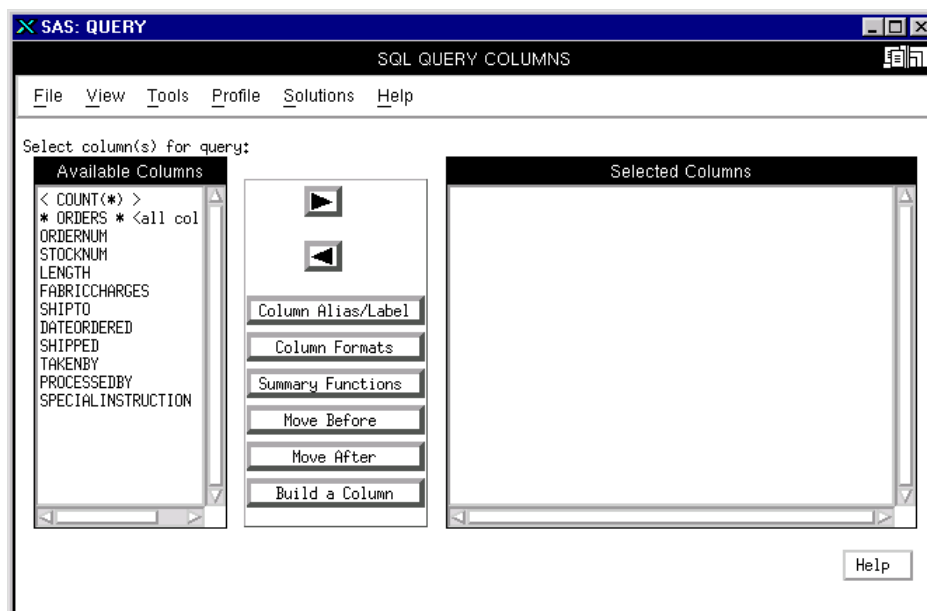 SAS: QUERY
SQL QUERY COLUMNS
File View Tools Profile Solutions Help
Select column(s) for query:
Available Columns
< COUNT(*) >
* ORDERS * <all col
ORDERNUM
STOCKNUM
LENGTH
FABRICCHARGES
SHIPTO
DATEORDERED
SHIPPED
TAKENBY
PROCESSEDBY
SPECIALINSTRUCTION
Column Alias/Label
Column Formats
Summary Functions
Move Before
Move After
Build a Column
Selected Columns
Help